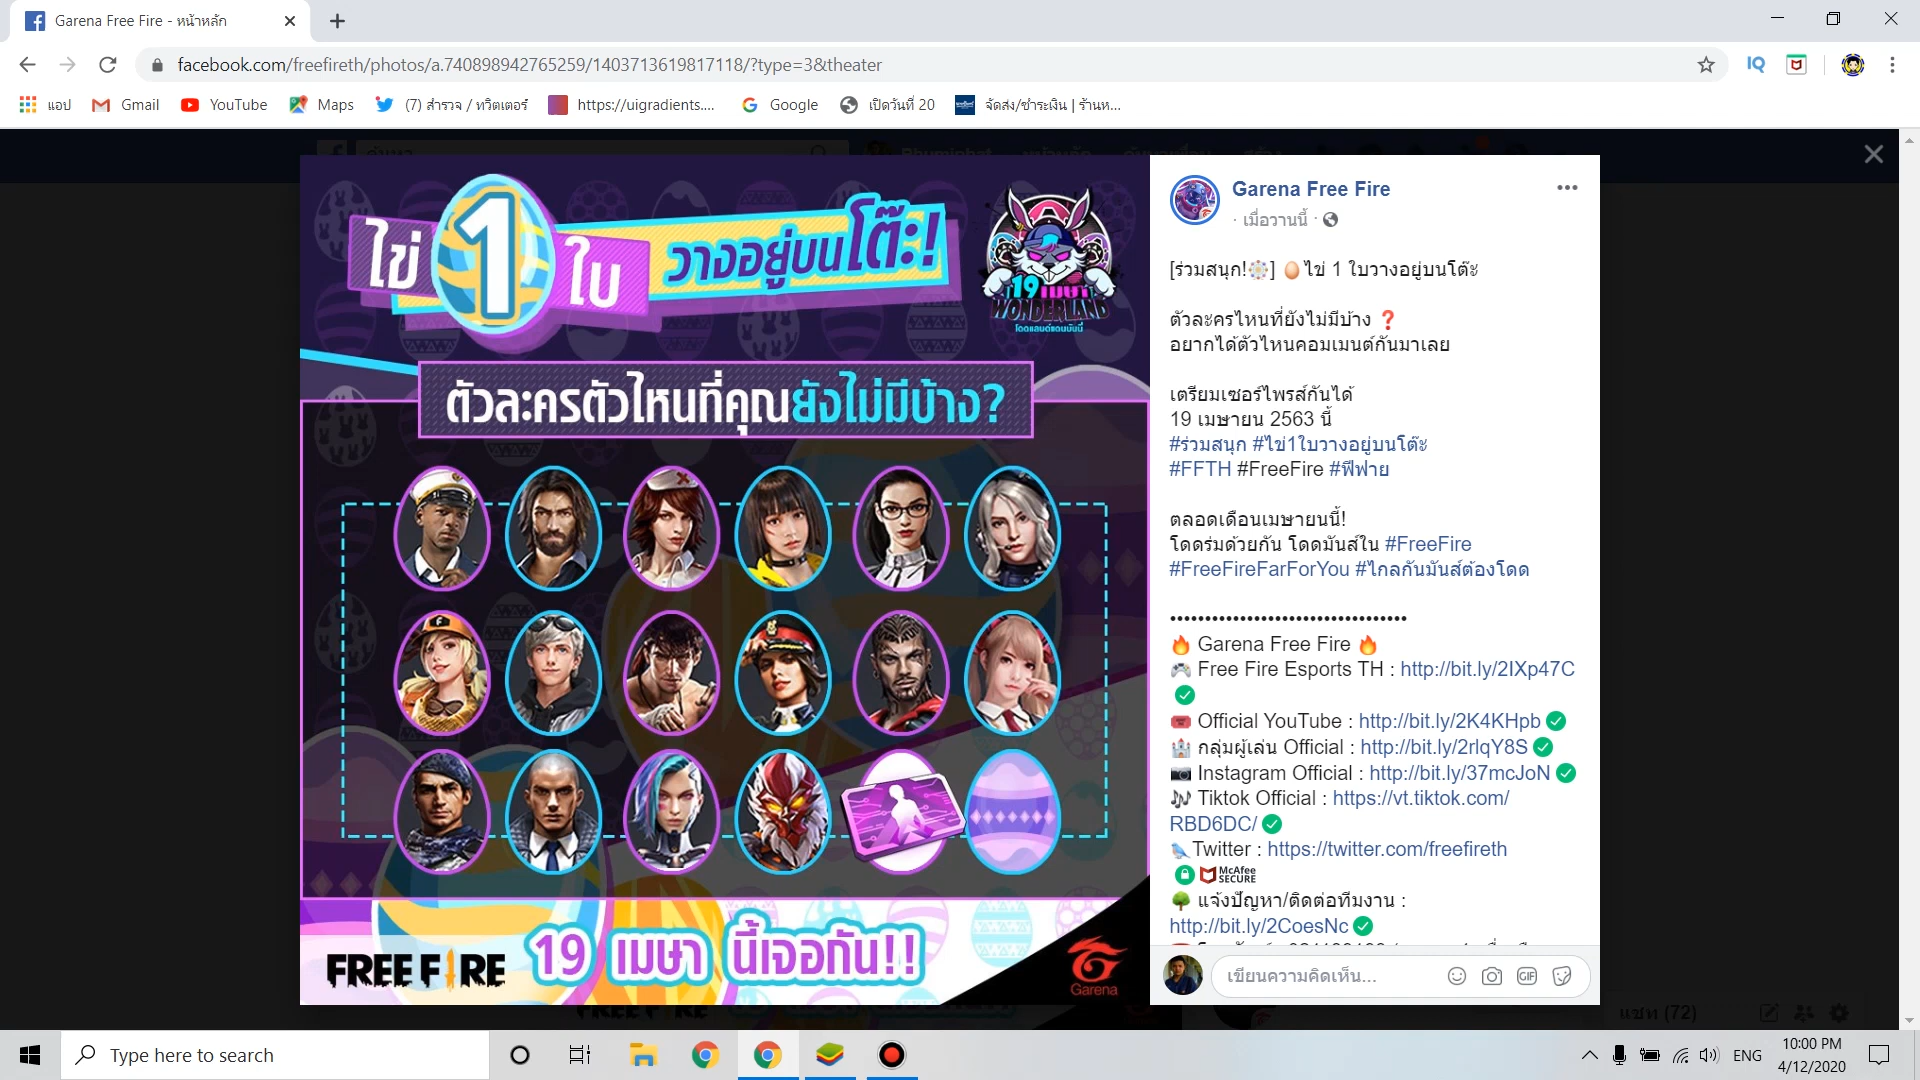 Garena Free Fire - หน้าหลัก
facebook.com/freefireth/photos/a.740898942765259/1403713619817118/?type=3&theater
IQ
แอป
Gmail
YouTube
Maps
(7) สำรวจ / ทวิตเตอร์
https://uigradients....
Google
เปิดวันที่ 20
จัดส่ง/ชำระเงิน | ร้านห...
ไข่ 1 ใบ วางอยู่บนโต๊ะ!
19 เมษา
WONDERLAND
โดดแลนด์แดนบันนี่
ตัวละครตัวไหนที่คุณยังไม่มีบ้าง?
FREE FIRE
19 เมษา นี้เจอกัน!!
Garena
Garena Free Fire
· เมื่อวานนี้ ·
[ร่วมสนุก!] ไข่ 1 ใบวางอยู่บนโต๊ะ
ตัวละครไหนที่ยังไม่มีบ้าง ❓
อยากได้ตัวไหนคอมเมนต์กันมาเลย
เตรียมเซอร์ไพรส์กันได้
19 เมษายน 2563 นี้
#ร่วมสนุก #ไข่1ใบวางอยู่บนโต๊ะ
#FFTH #FreeFire #ฟีฟาย
ตลอดเดือนเมษายนนี้!
โดดร่มด้วยกัน โดดมันส์ใน #FreeFire
#FreeFireFarForYou #ไกลกันมันส์ต้องโดด
••••••••••••••••••••••••••••••••••
🔥 Garena Free Fire 🔥
🎮 Free Fire Esports TH : http://bit.ly/2IXp47C
Official YouTube : http://bit.ly/2K4KHpb
กลุ่มผู้เล่น Official : http://bit.ly/2rlqY8S
Instagram Official : http://bit.ly/37mcJoN
Tiktok Official : https://vt.tiktok.com/
RBD6DC/
Twitter : https://twitter.com/freefireth
McAfee SECURE
แจ้งปัญหา/ติดต่อทีมงาน :
http://bit.ly/2CoesNc
เขียนความคิดเห็น...
GIF
แชท (72)
Type here to search
ENG
10:00 PM
4/12/2020